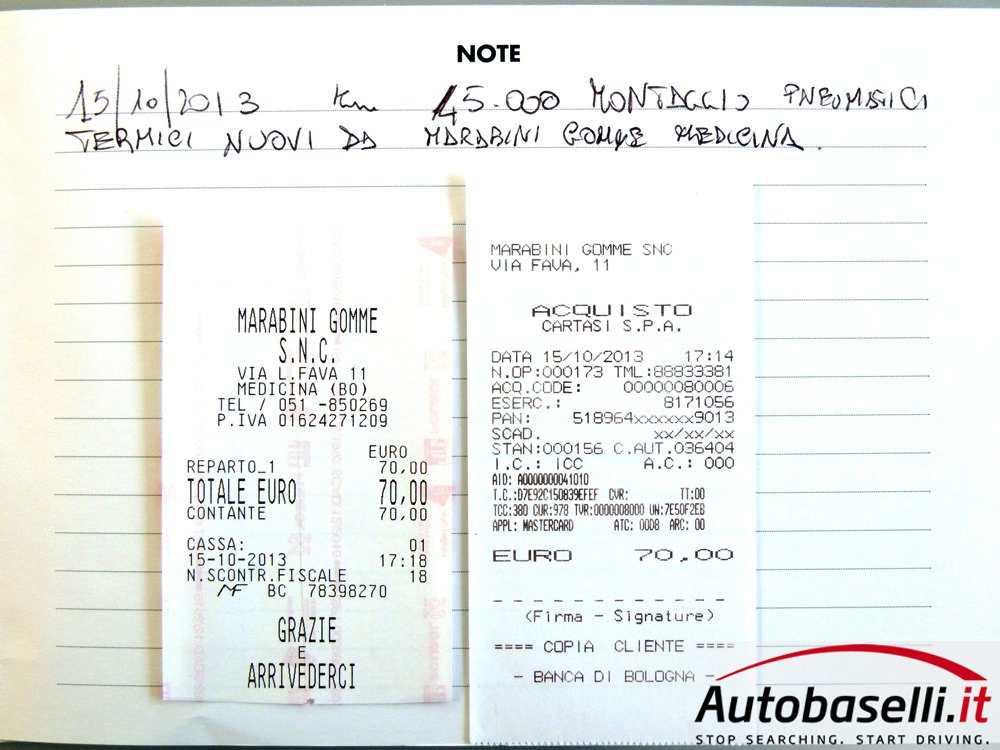 NOTE
15/10/2013 Km 45.000 MONTAGGIO PNEUMATICI
TERMICI NUOVI DA MARABINI GOMME MEDICINA.
MARABINI GOMME
S.N.C.
VIA L.FAVA 11
MEDICINA (BO)
TEL / 051 -850269
P.IVA 01624271209
EURO
REPARTO_1 70,00
TOTALE EURO 70,00
CONTANTE 70,00
CASSA: 01
15-10-2013 17:18
N.SCONTR.FISCALE 18
MF BC 78398270
GRAZIE
E
ARRIVEDERCI
MARABINI GOMME SNC
VIA FAVA, 11
ACQUISTO
CARTASI S.P.A.
DATA 15/10/2013 17:14
N.OP:000173 TML:88833381
ACQ.CODE: 00000080006
ESERC.: 8171056
PAN: 518964xxxxxx9013
SCAD. xx/xx/xx
STAN:000156 C.AUT.036404
I.C.: ICC A.C.: 000
AID: A0000000041010
T.C.:D7E92C150839EFEF CVR: TT:00
TCC:380 CUR:978 TVR:0000008000 UN:7E50F2EB
APPL: MASTERCARD ATC: 0008 ARC: 00
EURO 70,00
(Firma - Signature)
==== COPIA CLIENTE ====
- BANCA DI BOLOGNA -
Autobaselli.it
STOP SEARCHING. START DRIVING.